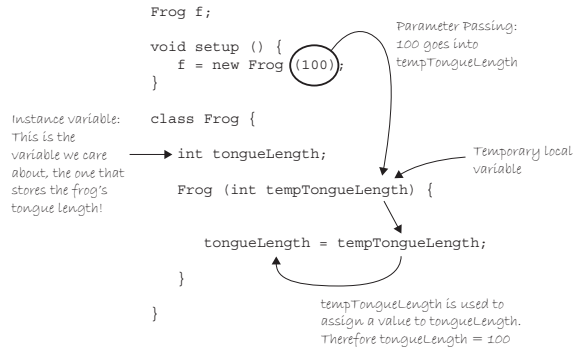 Frog f;
Parameter Passing:
100 goes into
tempTongueLength
void setup () {
f = new Frog (100);
}
Instance variable:
This is the
variable we care
about, the one that
stores the frog's
tongue length!
class Frog {
int tongueLength;
Temporary local
variable
Frog (int tempTongueLength) {
tongueLength = tempTongueLength;
}
}
tempTongueLength is used to
assign a value to tongueLength.
Therefore tongueLength = 100